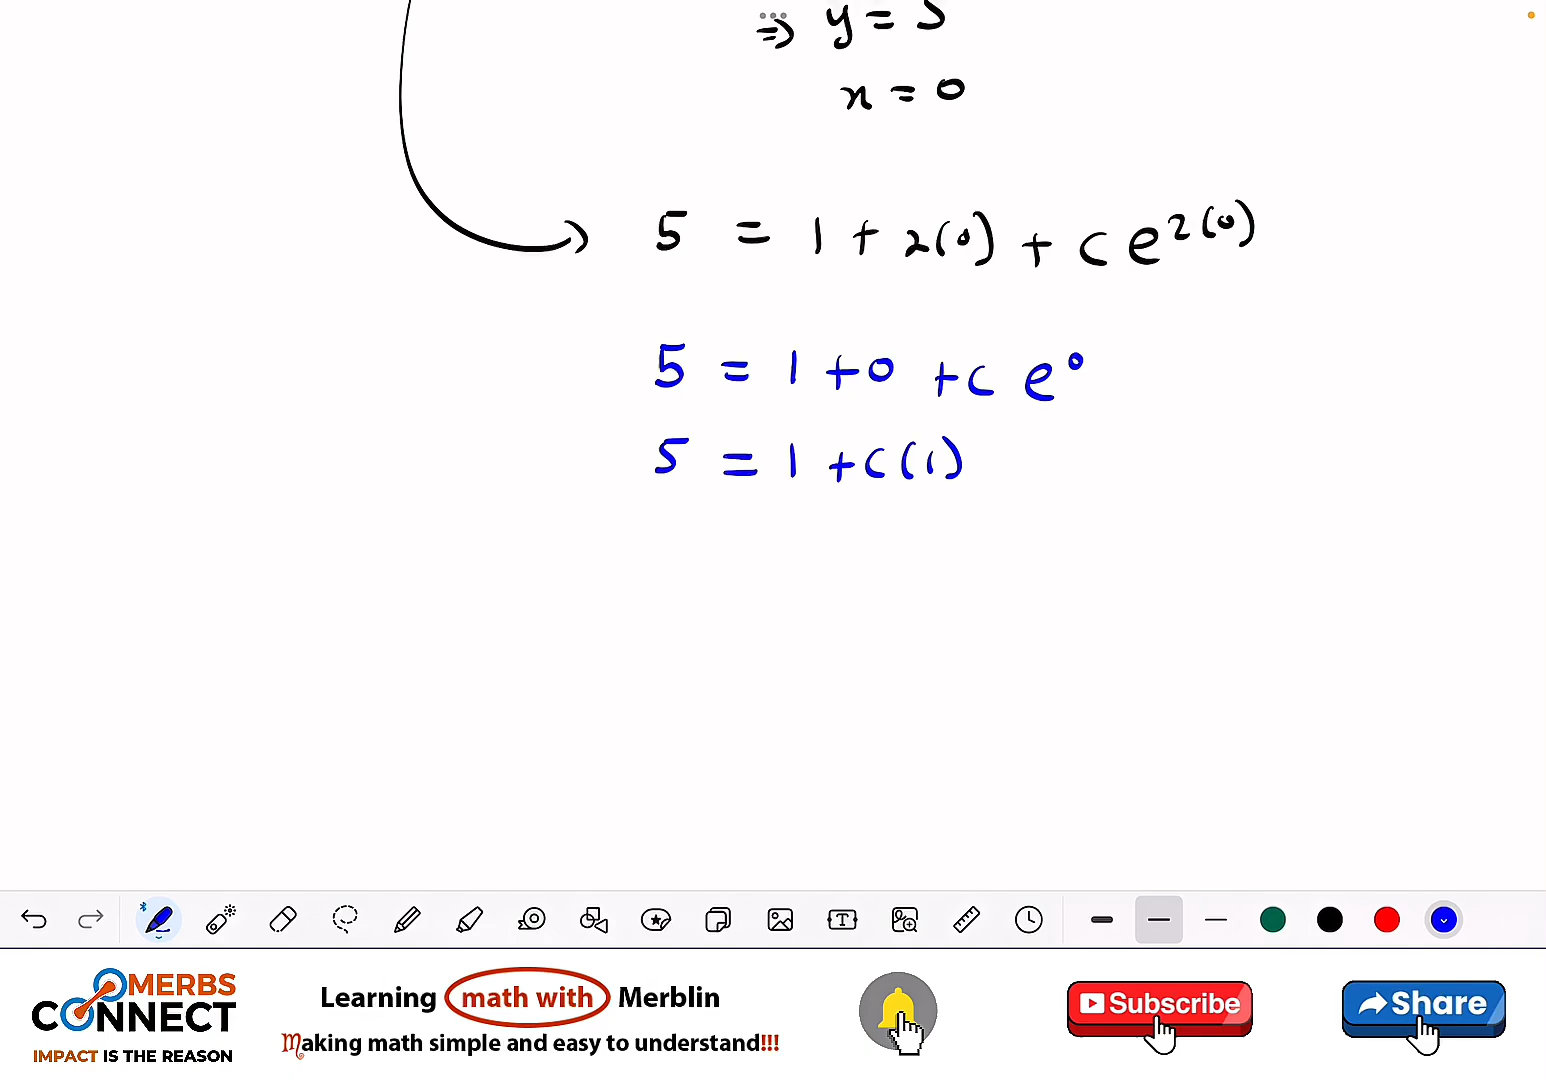 ⇒ y = 5
x = 0
5 = 1 + 2(0) + c e^2(0)
5 = 1 + 0 + c e^0
5 = 1 + c(1)
MERBS
CONNECT
IMPACT IS THE REASON
Learning math with Merblin
Making math simple and easy to understand!!!
Subscribe
Share